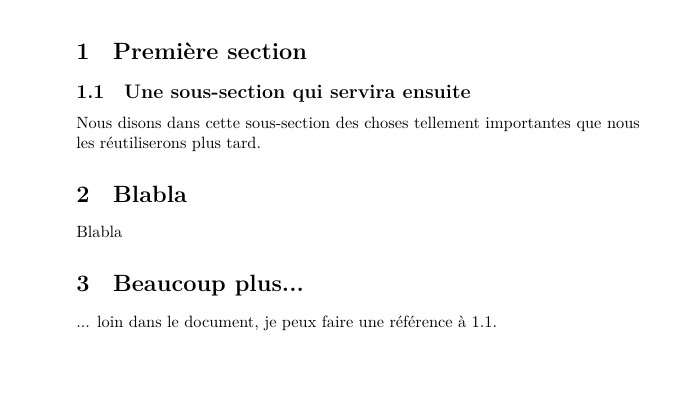 1 Première section
1.1 Une sous-section qui servira ensuite
Nous disons dans cette sous-section des choses tellement importantes que nous
les réutiliserons plus tard.
2 Blabla
Blabla
3 Beaucoup plus...
... loin dans le document, je peux faire une référence à 1.1.